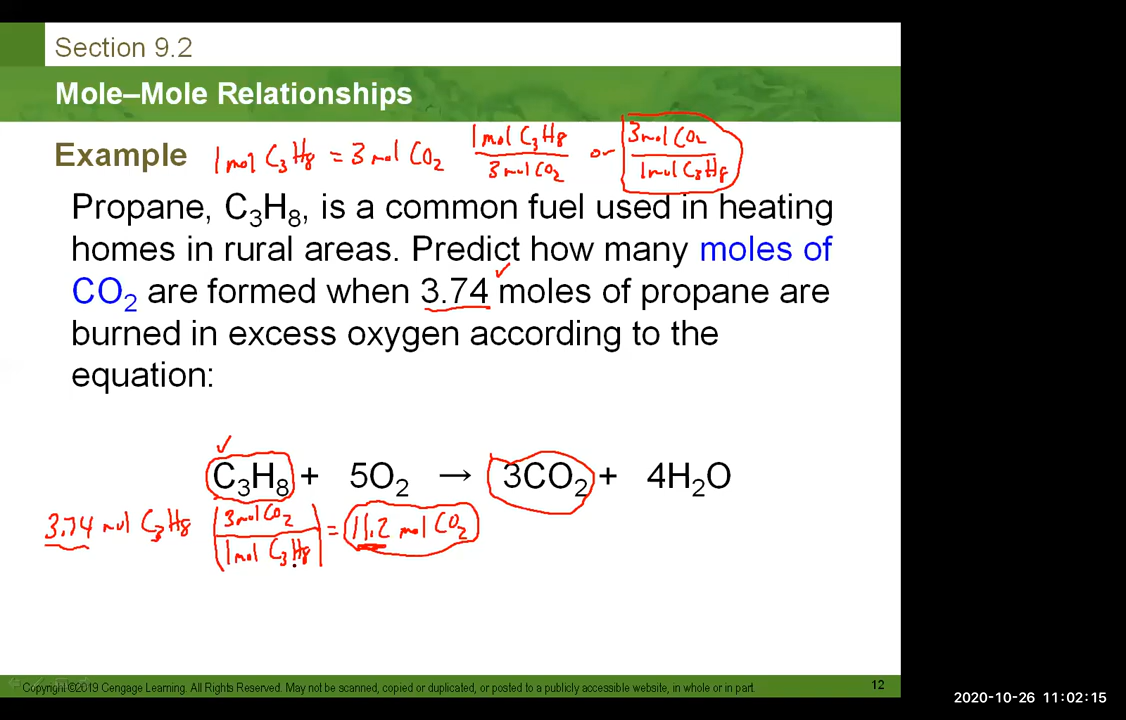 Section 9.2
Mole–Mole Relationships
Example 1 mol C₃H₈ = 3 mol CO₂ 1 mol C₃H₈ / 3 mol CO₂ or 3 mol CO₂ / 1 mol C₃H₈
Propane, C₃H₈, is a common fuel used in heating
homes in rural areas. Predict how many moles of
CO₂ are formed when 3.74 moles of propane are
burned in excess oxygen according to the
equation:
C₃H₈ + 5O₂ → 3CO₂ + 4H₂O
3.74 mol C₃H₈ | 3 mol CO₂ / 1 mol C₃H₈ | = 11.2 mol CO₂
Copyright ©2019 Cengage Learning. All Rights Reserved. May not be scanned, copied or duplicated, or posted to a publicly accessible website, in whole or in part. 12
2020-10-26 11:02:15